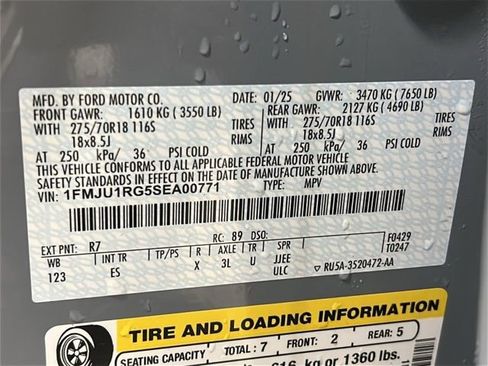 MFD. BY FORD MOTOR CO. 01/25 GVWR: 3470 KG ( 7650 LB)
FRONT GAWR: 1610 KG ( 3550 LB) REAR GAWR: 2127 KG ( 4690 LB)
WITH 275/70R18 116S TIRES WITH 275/70R18 116S TIRES
18x8.5J RIMS 18x8.5J RIMS
AT 250 kPa/ 36 PSI COLD AT 250 kPa/ 36 PSI COLD
THIS VEHICLE CONFORMS TO ALL APPLICABLE FEDERAL MOTOR VEHICLE
SAFETY STANDARDS IN EFFECT ON THE DATE OF MANUFACTURE SHOWN ABOVE.
VIN: 1FMJU1RG5SEA00771 TYPE: MPV
EXT PNT: R7 RC: 89 DSO: F0429
WB INT TP/PS R AXLE TR SPR T0247
123 ES X 3L U JJEE
ULC RU5A-3520472-AA
TIRE AND LOADING INFORMATION
SEATING CAPACITY TOTAL : 7 FRONT: 2 REAR: 5
616 kg or 1360 lbs.